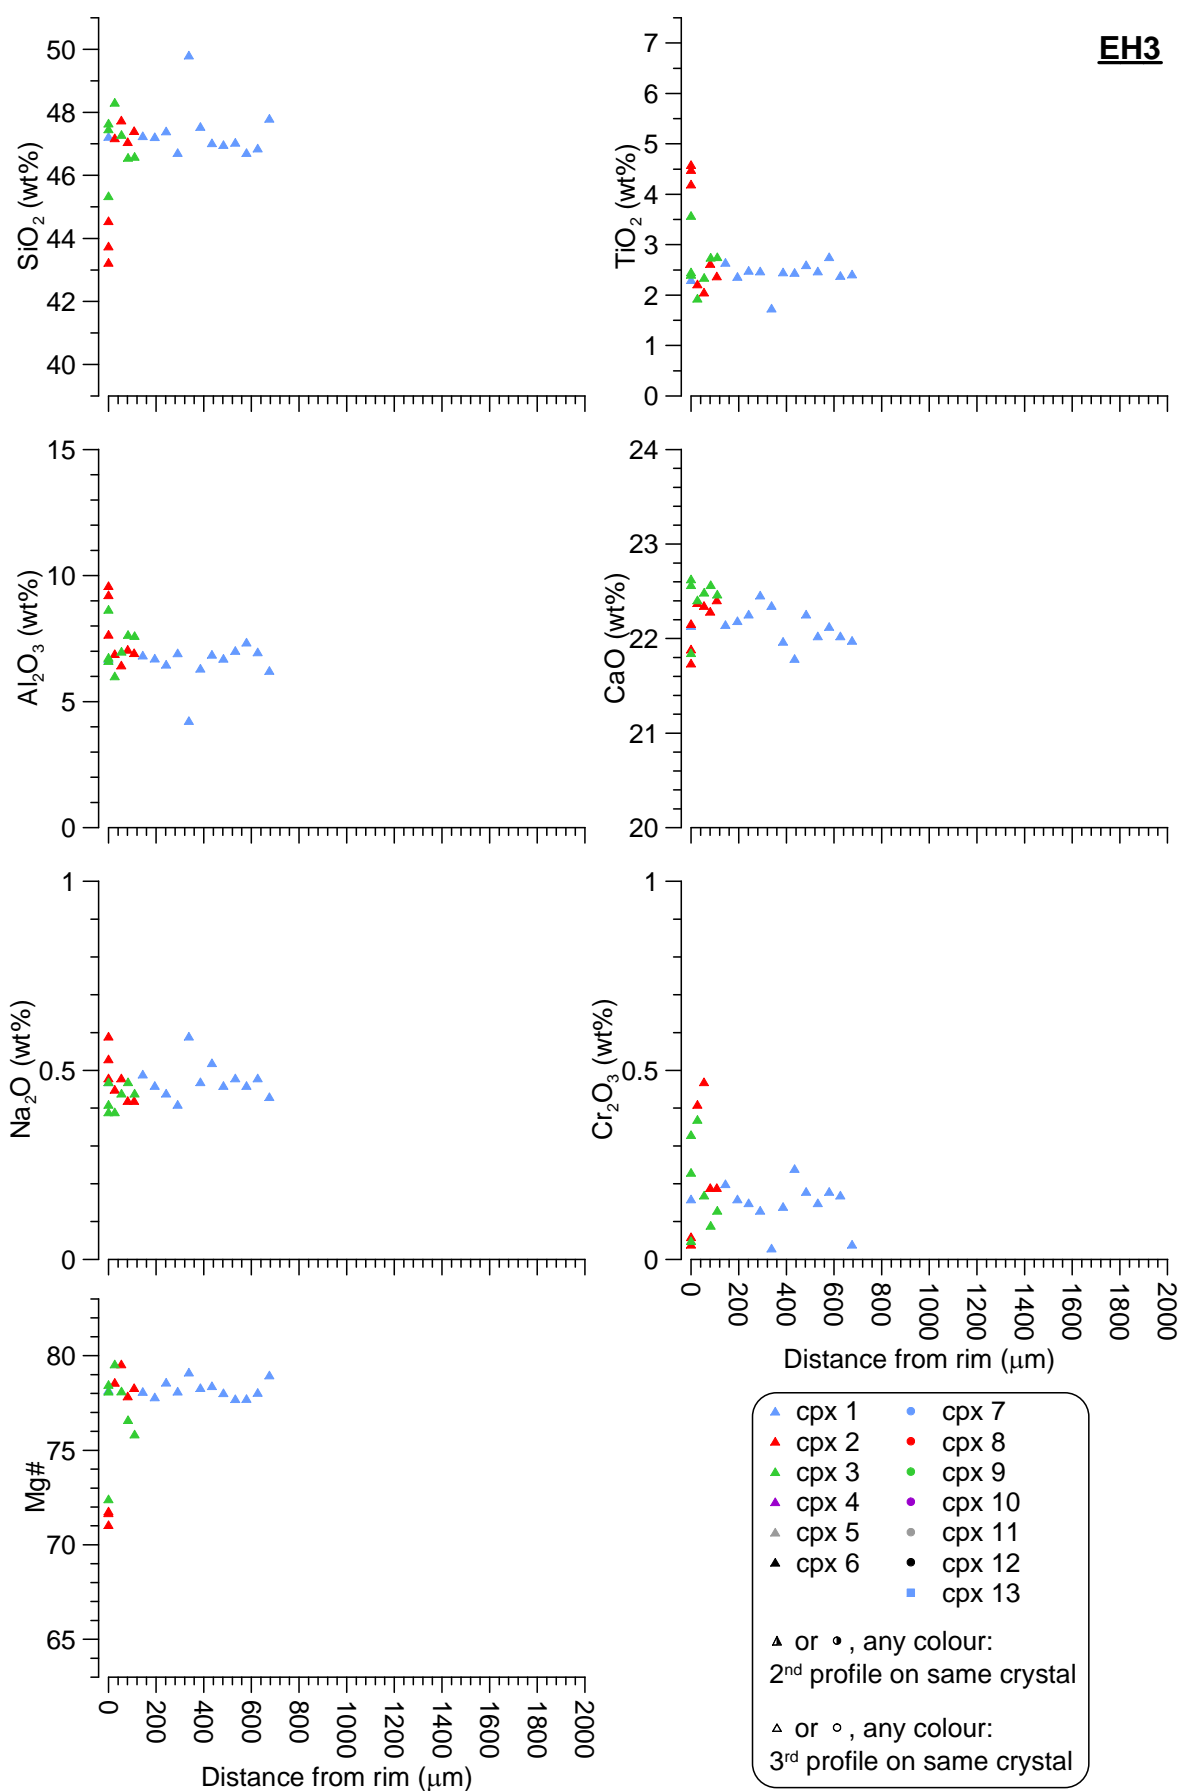 EH3
50
48
46
44
42
40
SiO₂ (wt%)
7
6
5
4
3
2
1
0
TiO₂ (wt%)
15
10
5
0
Al₂O₃ (wt%)
24
23
22
21
20
CaO (wt%)
1
0.5
0
Na₂O (wt%)
1
0.5
0
Cr₂O₃ (wt%)
0 200 400 600 800 1000 1200 1400 1600 1800 2000
Distance from rim (μm)
80
75
70
65
Mg#
0 200 400 600 800 1000 1200 1400 1600 1800 2000
Distance from rim (μm)
cpx 1 cpx 7
cpx 2 cpx 8
cpx 3 cpx 9
cpx 4 cpx 10
cpx 5 cpx 11
cpx 6 cpx 12
cpx 13
or , any colour:
2ⁿᵈ profile on same crystal
or , any colour:
3ʳᵈ profile on same crystal